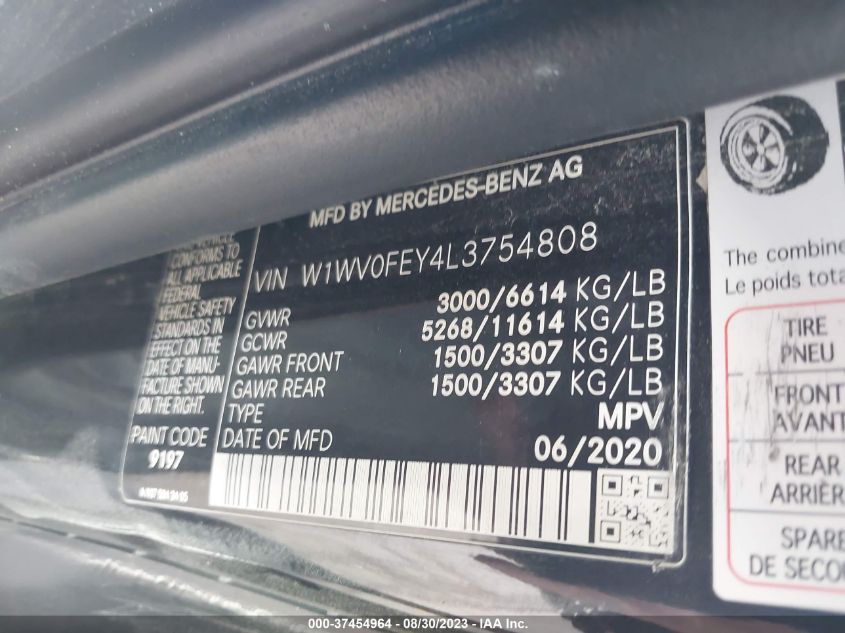 MFD BY MERCEDES-BENZ AG
VIN W1WV0FEY4L3754808
GVWR 3000/6614 KG/LB
GCWR 5268/11614 KG/LB
GAWR FRONT 1500/3307 KG/LB
GAWR REAR 1500/3307 KG/LB
TYPE MPV
DATE OF MFD 06/2020
VEHICLE
ALL APPLICABLE
FEDERAL
VEHICLE SAFETY
STANDARDS IN
EFFECT ON THE
DATE OF MANU-
FACTURE SHOWN
ON THE RIGHT.
PAINT CODE
9197
The combine
Le poids tota
TIRE
PNEU
FRONT
AVANT
REAR
ARRIÈR
SPARE
DE SECO
000-37454964 - 08/30/2023 - IAA Inc.